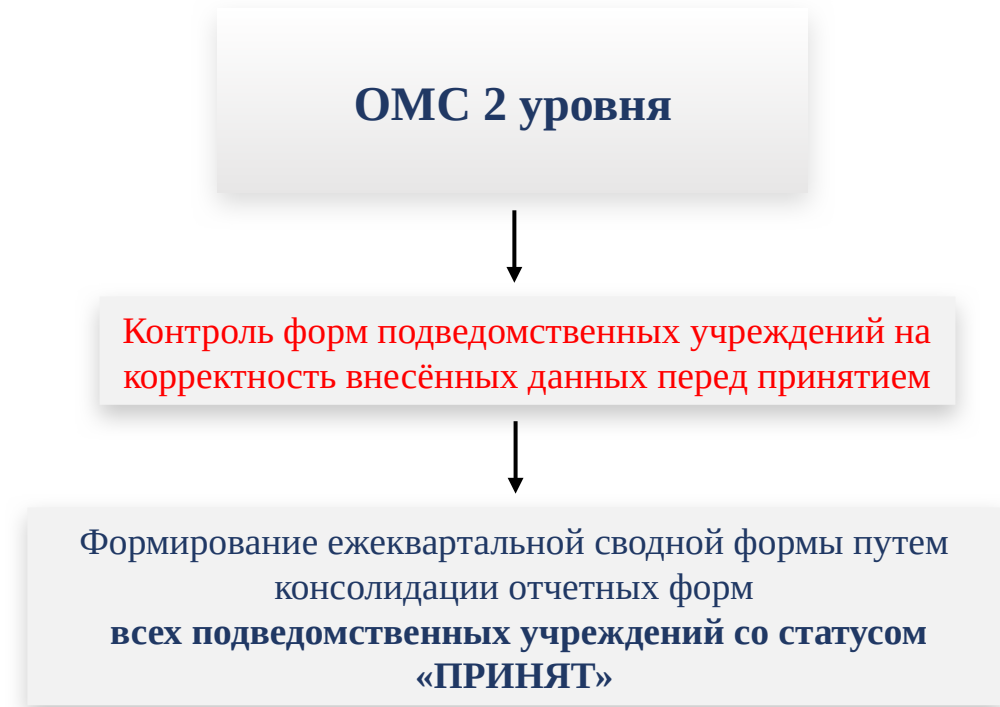 ОМС 2 уровня
Контроль форм подведомственных учреждений на
корректность внесённых данных перед принятием
Формирование ежеквартальной сводной формы путем
консолидации отчетных форм
всех подведомственных учреждений со статусом
«ПРИНЯТ»